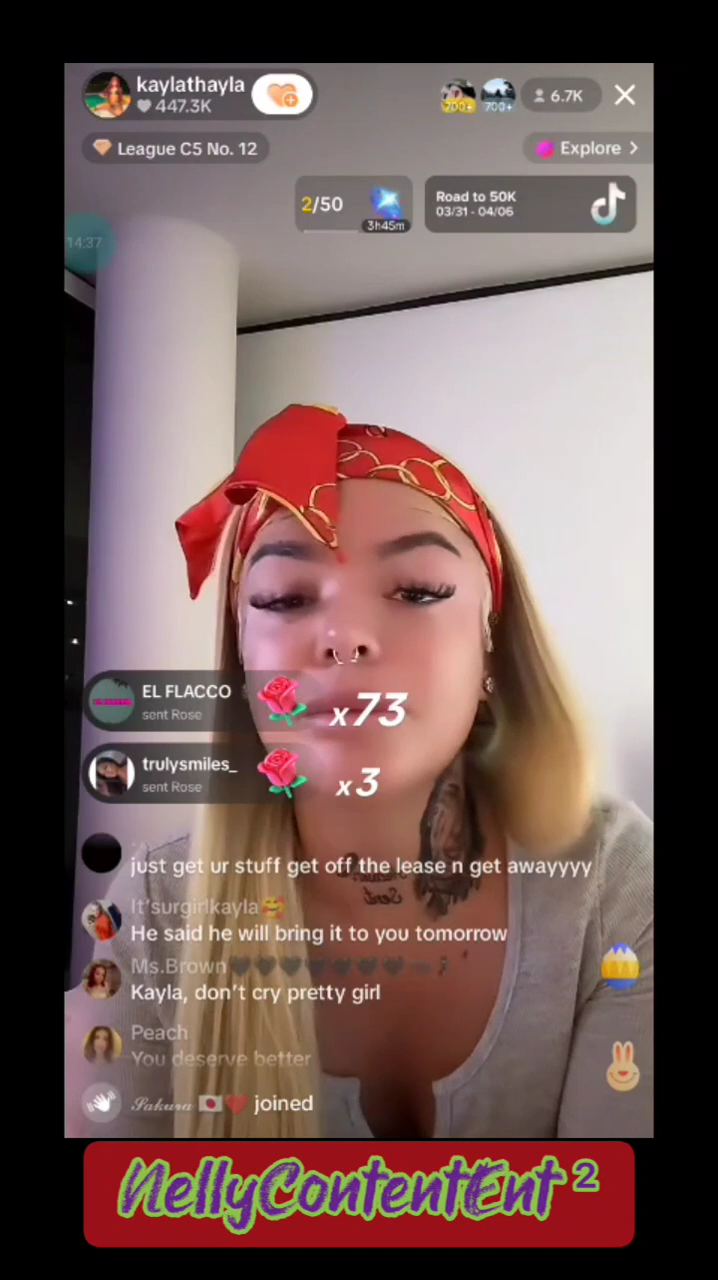 kaylathayla
447.3K
700+
700+
6.7K
League C5 No. 12
Explore >
2/50
3h45m
Road to 50K
03/31 - 04/06
14:37
EL FLACCO
sent Rose
x73
trulysmiles_
sent Rose
x3
just get ur stuff get off the lease n get awayyyy
It'surgirlkayla🥰
He said he will bring it to you tomorrow
Ms.Brown
Kayla, don't cry pretty girl
Peach
You deserve better
𝒮𝒶𝓀𝓊𝓇𝒶 🇯🇵❤️ joined
NellyContentEnt ²